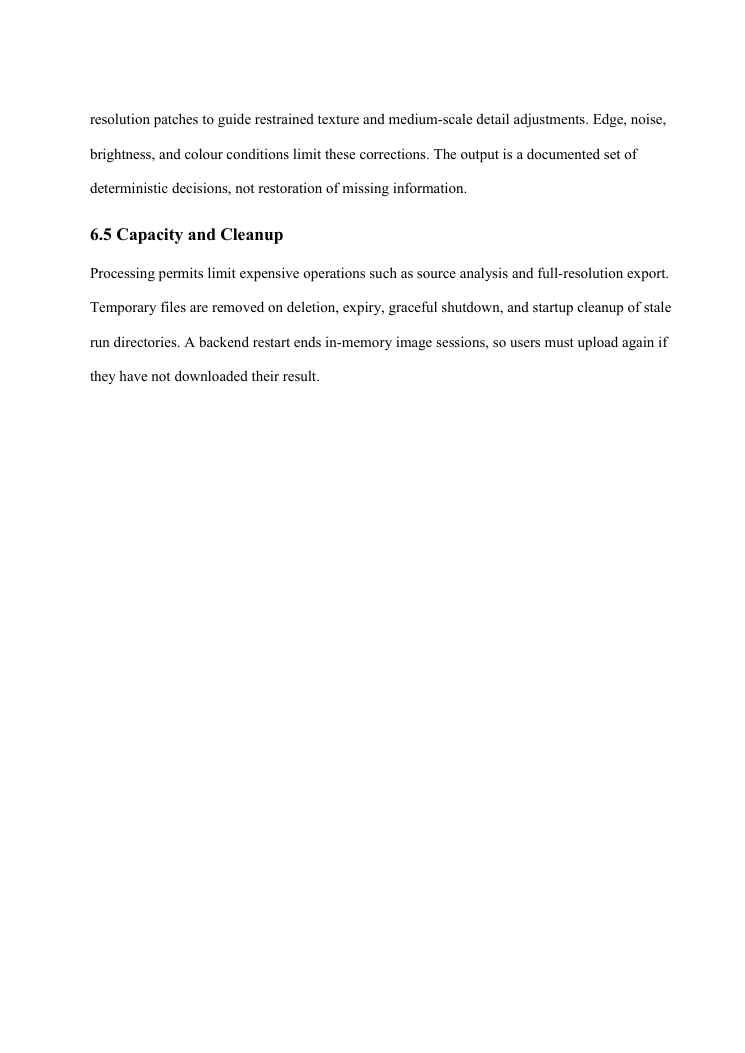 resolution patches to guide restrained texture and medium-scale detail adjustments. Edge, noise,
brightness, and colour conditions limit these corrections. The output is a documented set of
deterministic decisions, not restoration of missing information.
6.5 Capacity and Cleanup
Processing permits limit expensive operations such as source analysis and full-resolution export.
Temporary files are removed on deletion, expiry, graceful shutdown, and startup cleanup of stale
run directories. A backend restart ends in-memory image sessions, so users must upload again if
they have not downloaded their result.